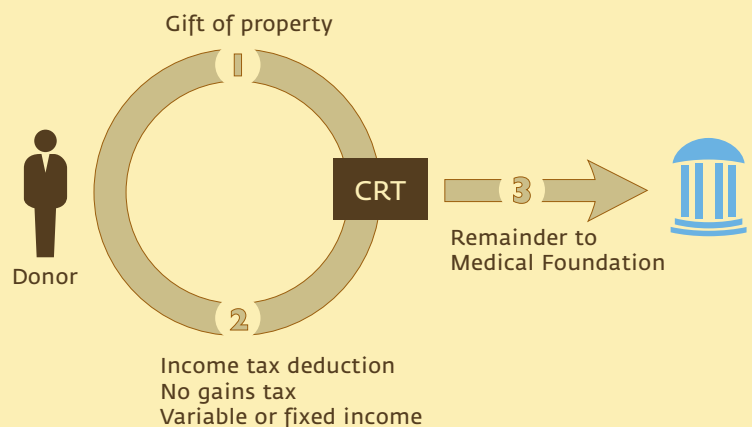 Gift of property
1
CRT
3
Donor
Remainder to
Medical Foundation
2
Income tax deduction
No gains tax
Variable or fixed income